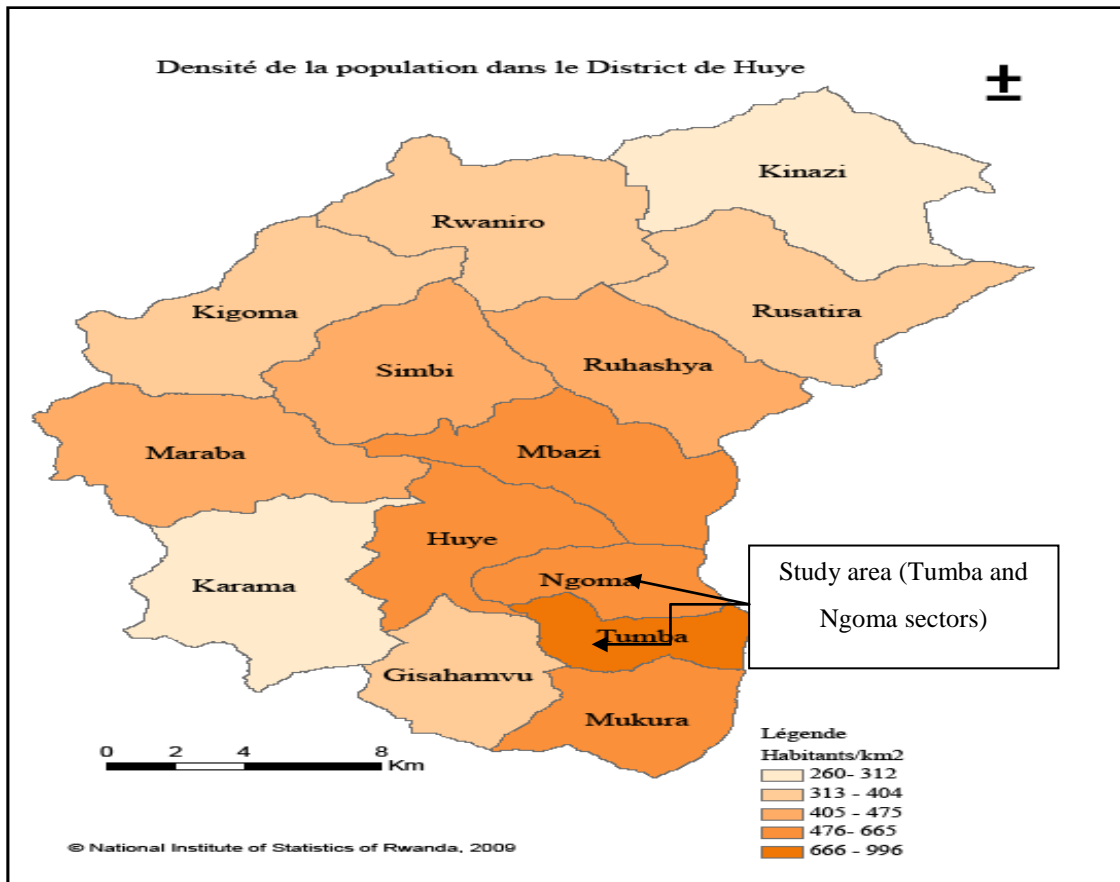 Densité de la population dans le District de Huye
±
Kinazi
Rwaniro
Kigoma
Rusatira
Simbi
Ruhashya
Maraba
Mbazi
Huye
Ngoma
Karama
Study area (Tumba and
Ngoma sectors)
Tumba
Gisahamvu
Mukura
0 2 4 8
Km
Légende
Habitants/km2
260- 312
313 - 404
405 - 475
476- 665
666 - 996
© National Institute of Statistics of Rwanda, 2009